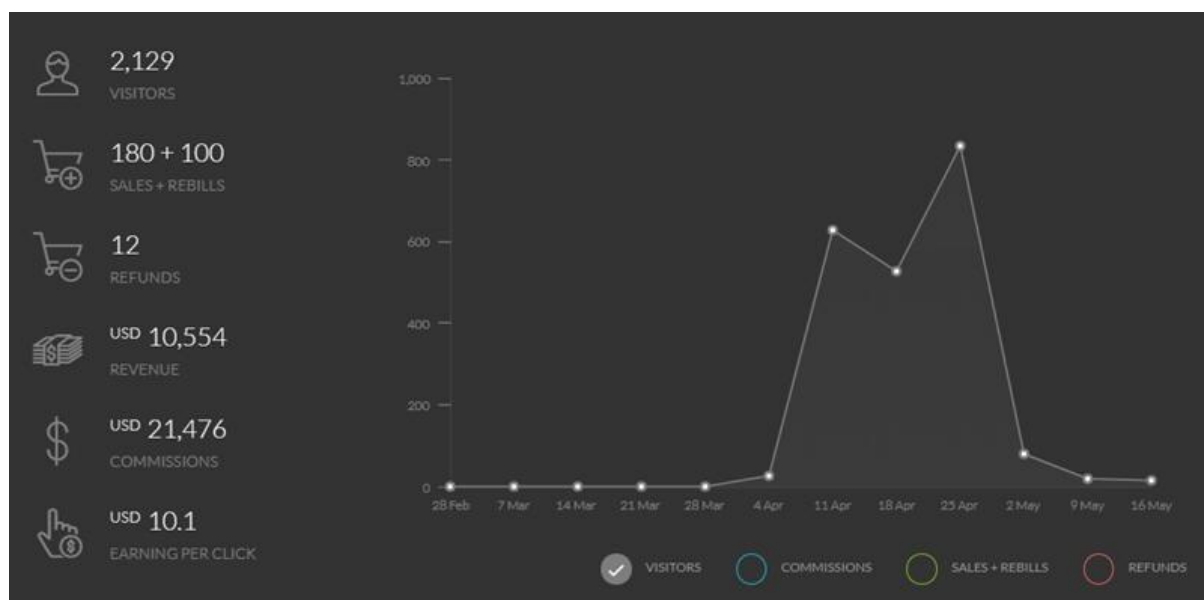 2,129
VISITORS
180 + 100
SALES + REBILLS
12
REFUNDS
USD 10,554
REVENUE
USD 21,476
COMMISSIONS
USD 10.1
EARNING PER CLICK
1,000
800
600
400
200
0
28 Feb 7 Mar 14 Mar 21 Mar 28 Mar 4 Apr 11 Apr 18 Apr 25 Apr 2 May 9 May 16 May
VISITORS COMMISSIONS SALES + REBILLS REFUNDS